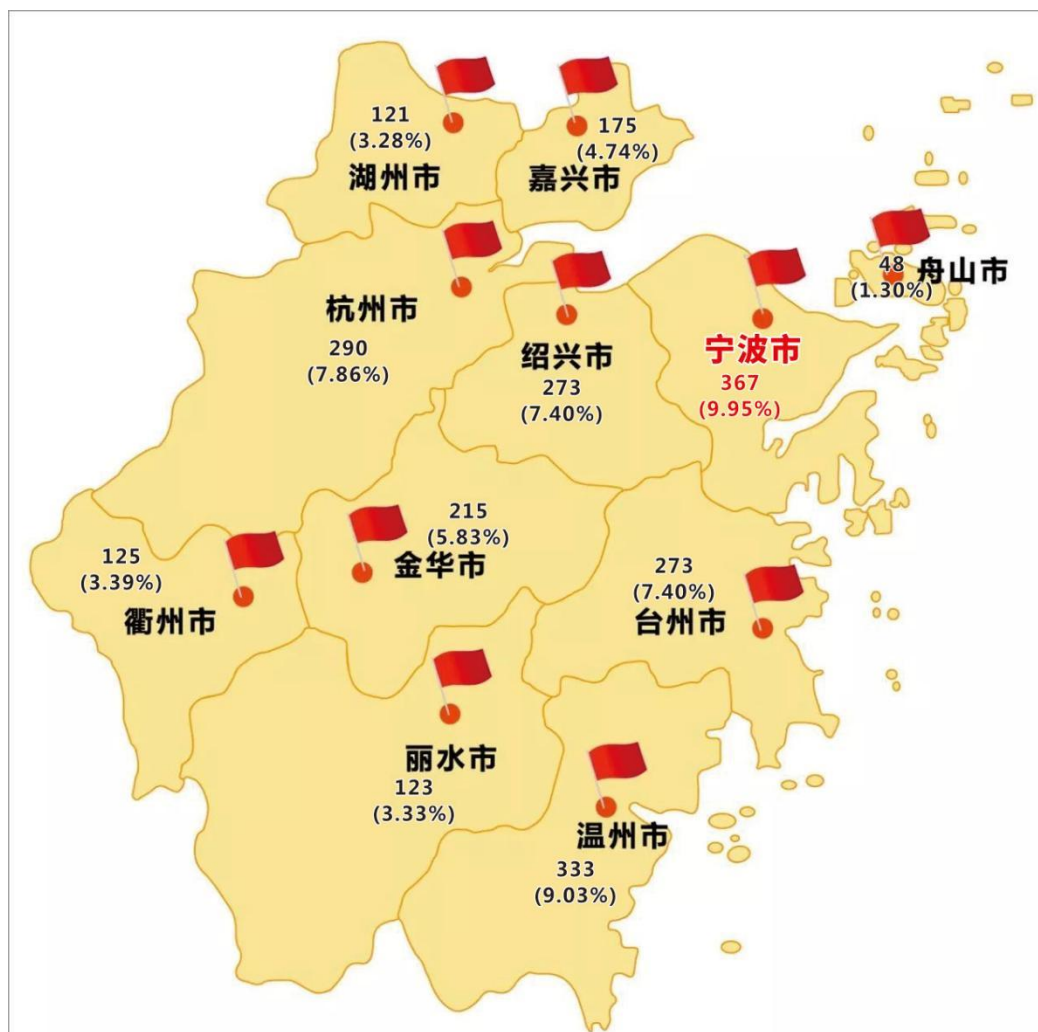 121
(3.28%)
湖州市
175
(4.74%)
嘉兴市
48
(1.30%)
舟山市
杭州市
290
(7.86%)
绍兴市
273
(7.40%)
宁波市
367
(9.95%)
215
(5.83%)
金华市
125
(3.39%)
衢州市
273
(7.40%)
台州市
丽水市
123
(3.33%)
温州市
333
(9.03%)